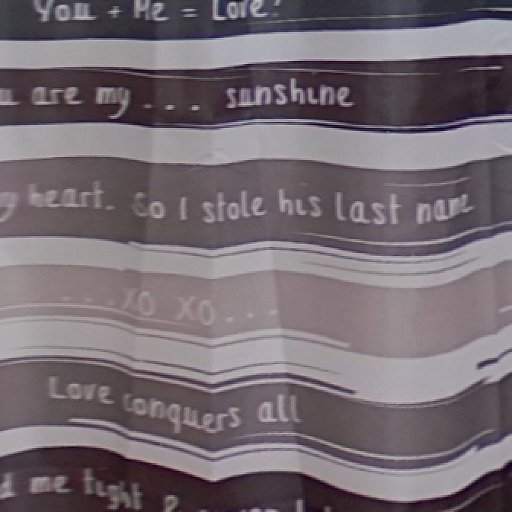 You + Me = Love!
are my ... sunshine
heart. So I stole his last name
...XO XO...
Love conquers all
me tight &